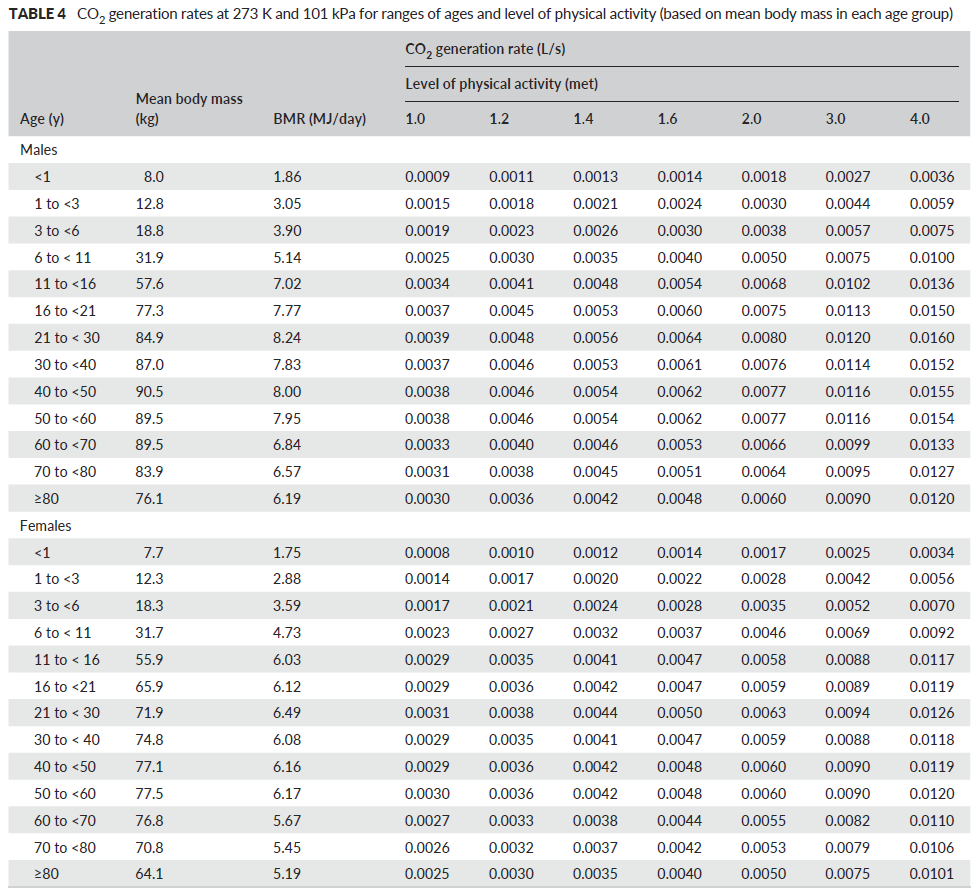 TABLE 4 CO2 generation rates at 273 K and 101 kPa for ranges of ages and level of physical activity (based on mean body mass in each age group)
CO2 generation rate (L/s)
Level of physical activity (met)
Age (y) Mean body mass (kg) BMR (MJ/day) 1.0 1.2 1.4 1.6 2.0 3.0 4.0
Males
<1 8.0 1.86 0.0009 0.0011 0.0013 0.0014 0.0018 0.0027 0.0036
1 to <3 12.8 3.05 0.0015 0.0018 0.0021 0.0024 0.0030 0.0044 0.0059
3 to <6 18.8 3.90 0.0019 0.0023 0.0026 0.0030 0.0038 0.0057 0.0075
6 to < 11 31.9 5.14 0.0025 0.0030 0.0035 0.0040 0.0050 0.0075 0.0100
11 to <16 57.6 7.02 0.0034 0.0041 0.0048 0.0054 0.0068 0.0102 0.0136
16 to <21 77.3 7.77 0.0037 0.0045 0.0053 0.0060 0.0075 0.0113 0.0150
21 to < 30 84.9 8.24 0.0039 0.0048 0.0056 0.0064 0.0080 0.0120 0.0160
30 to <40 87.0 7.83 0.0037 0.0046 0.0053 0.0061 0.0076 0.0114 0.0152
40 to <50 90.5 8.00 0.0038 0.0046 0.0054 0.0062 0.0077 0.0116 0.0155
50 to <60 89.5 7.95 0.0038 0.0046 0.0054 0.0062 0.0077 0.0116 0.0154
60 to <70 89.5 6.84 0.0033 0.0040 0.0046 0.0053 0.0066 0.0099 0.0133
70 to <80 83.9 6.57 0.0031 0.0038 0.0045 0.0051 0.0064 0.0095 0.0127
≥80 76.1 6.19 0.0030 0.0036 0.0042 0.0048 0.0060 0.0090 0.0120
Females
<1 7.7 1.75 0.0008 0.0010 0.0012 0.0014 0.0017 0.0025 0.0034
1 to <3 12.3 2.88 0.0014 0.0017 0.0020 0.0022 0.0028 0.0042 0.0056
3 to <6 18.3 3.59 0.0017 0.0021 0.0024 0.0028 0.0035 0.0052 0.0070
6 to < 11 31.7 4.73 0.0023 0.0027 0.0032 0.0037 0.0046 0.0069 0.0092
11 to < 16 55.9 6.03 0.0029 0.0035 0.0041 0.0047 0.0058 0.0088 0.0117
16 to <21 65.9 6.12 0.0029 0.0036 0.0042 0.0047 0.0059 0.0089 0.0119
21 to < 30 71.9 6.49 0.0031 0.0038 0.0044 0.0050 0.0063 0.0094 0.0126
30 to < 40 74.8 6.08 0.0029 0.0035 0.0041 0.0047 0.0059 0.0088 0.0118
40 to <50 77.1 6.16 0.0029 0.0036 0.0042 0.0048 0.0060 0.0090 0.0119
50 to <60 77.5 6.17 0.0030 0.0036 0.0042 0.0048 0.0060 0.0090 0.0120
60 to <70 76.8 5.67 0.0027 0.0033 0.0038 0.0044 0.0055 0.0082 0.0110
70 to <80 70.8 5.45 0.0026 0.0032 0.0037 0.0042 0.0053 0.0079 0.0106
≥80 64.1 5.19 0.0025 0.0030 0.0035 0.0040 0.0050 0.0075 0.0101